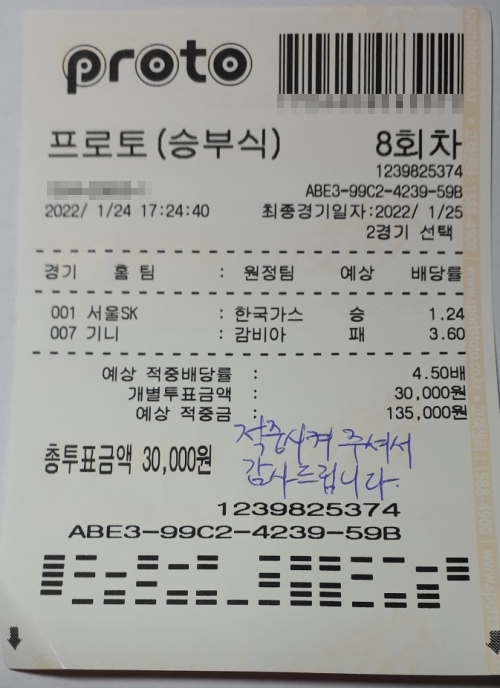 proto
프로토(승부식) 8회차
1239825374
ABE3-99C2-4239-59B
2022/ 1/24 17:24:40 최종경기일자:2022/ 1/25
2경기 선택
경기 홈 팀 : 원정팀 예상 배당률
001 서울SK : 한국가스 승 1.24
007 기니 : 감비아 패 3.60
예상 적중배당률 : 4.50배
개별투표금액 : 30,000원
예상 적중금 : 135,000원
적중시켜 주셔서
감사드립니다.
총투표금액 30,000원
1239825374
ABE3-99C2-4239-59B